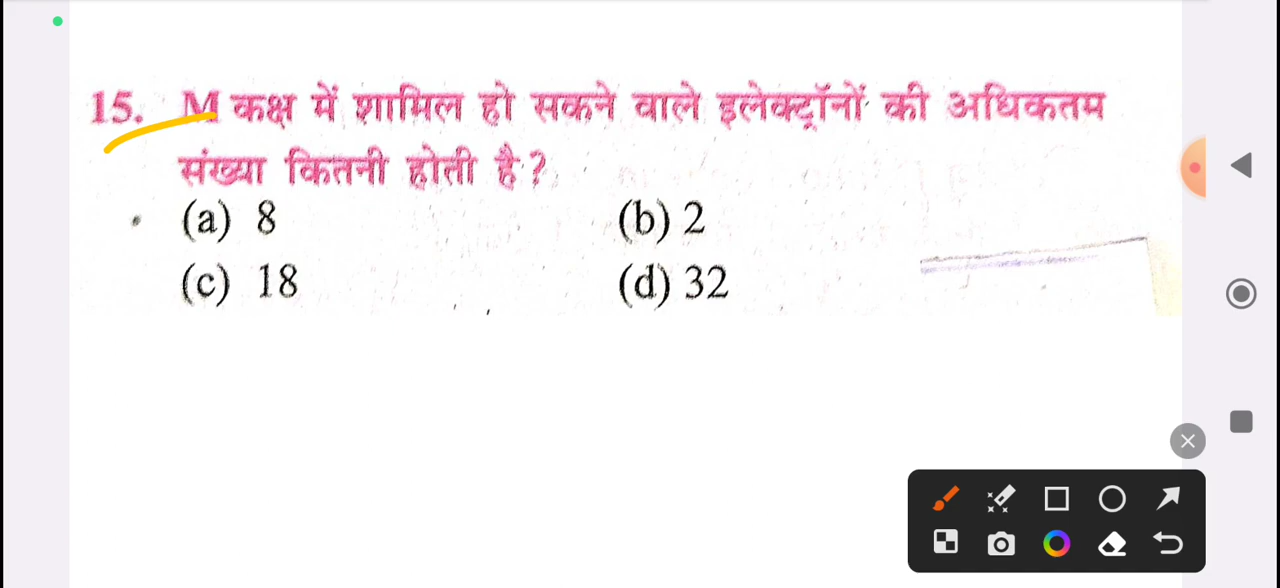 15. M कक्ष में शामिल हो सकने वाले इलेक्ट्रॉनों की अधिकतम
संख्या कितनी होती है?
(a) 8 (b) 2
(c) 18 (d) 32